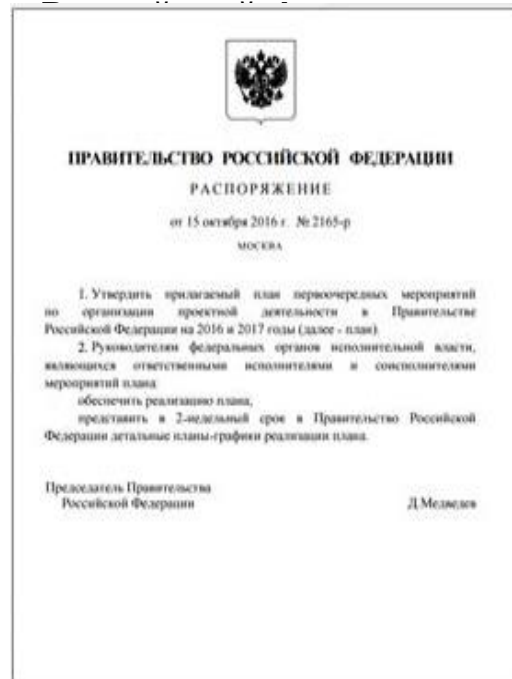 ПРАВИТЕЛЬСТВО РОССИЙСКОЙ ФЕДЕРАЦИИ
РАСПОРЯЖЕНИЕ
от 15 октября 2016 г. № 2165-р
МОСКВА
1. Утвердить прилагаемый план первоочередных мероприятий
по организации проектной деятельности в Правительстве
Российской Федерации на 2016 и 2017 годы (далее - план).
2. Руководителям федеральных органов исполнительной власти,
являющихся ответственными исполнителями и соисполнителями
мероприятий плана:
обеспечить реализацию плана;
представить в 2-недельный срок в Правительство Российской
Федерации детальные планы-графики реализации плана.
Председатель Правительства
Российской Федерации Д.Медведев